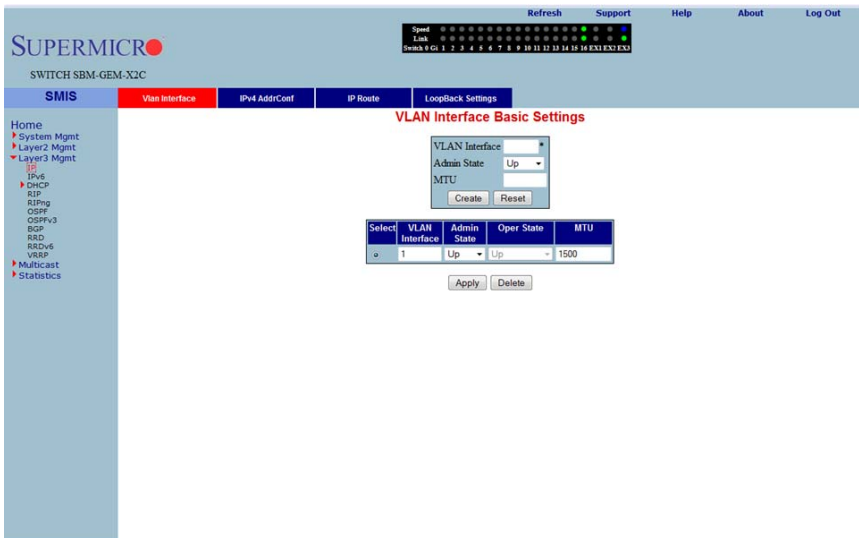 Refresh Support Help About Log Out
Speed
Link
Switch 0 Gi 1 2 3 4 5 6 7 8 9 10 11 12 13 14 15 16 EX1 EX2 EX3
SUPERMICRO
SWITCH SBM-GEM-X2C
SMIS
Vlan Interface IPv4 AddrConf IP Route LoopBack Settings
Home
System Mgmt
Layer2 Mgmt
Layer3 Mgmt
IP
IPv6
DHCP
RIP
RIPng
OSPF
OSPFv3
BGP
RRD
RRDv6
VRRP
Multicast
Statistics
VLAN Interface Basic Settings
VLAN Interface *
Admin State Up
MTU
Create Reset
Select VLAN Interface Admin State Oper State MTU
1 Up Up 1500
Apply Delete